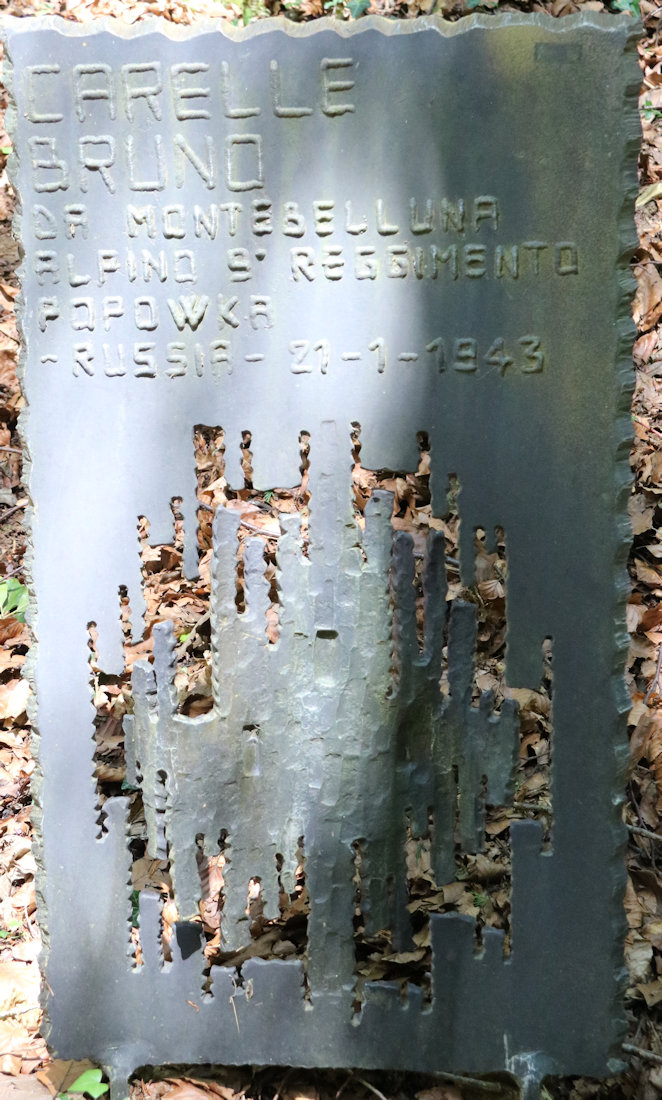 CARELLE
BRUNO
DA MONTEBELLUNA
ALPINO 9° REGGIMENTO
POPOWKA
-RUSSIA- 21-1-1943